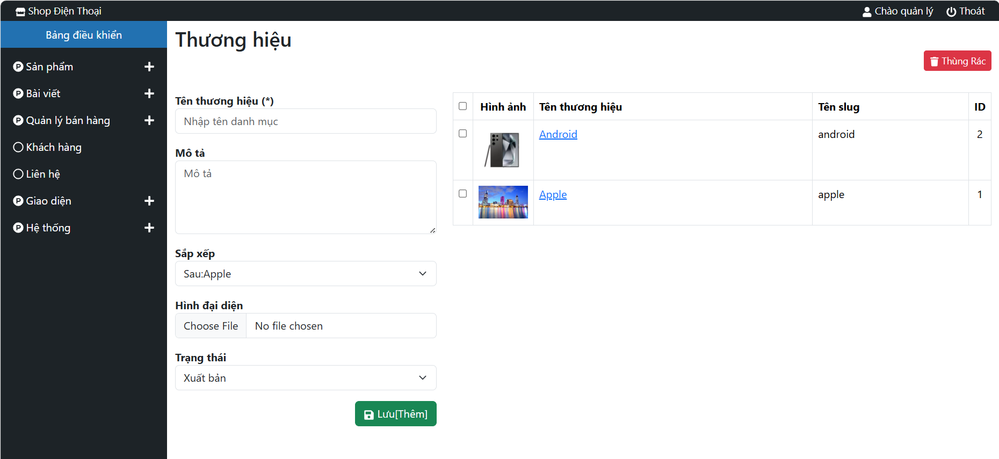 Shop Điện Thoại
Chào quản lý
Thoát
Bảng điều khiển
Sản phẩm
Bài viết
Quản lý bán hàng
Khách hàng
Liên hệ
Giao diện
Hệ thống
Thương hiệu
Thùng Rác
Tên thương hiệu (*)
Nhập tên danh mục
Mô tả
Mô tả
Sắp xếp
Sau:Apple
Hình đại diện
Choose File No file chosen
Trạng thái
Xuất bản
Lưu[Thêm]
Hình ảnh Tên thương hiệu Tên slug ID
Android android 2
Apple apple 1